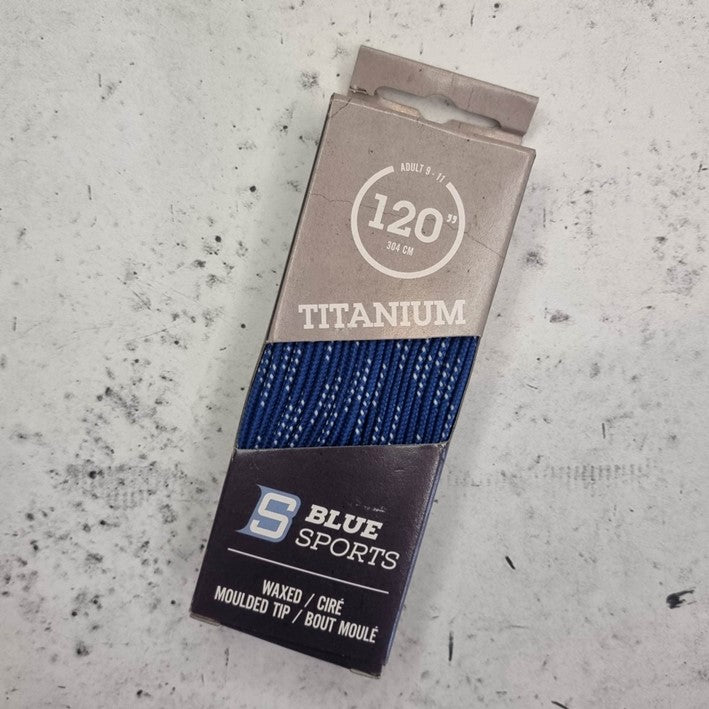 ADULT 9 - 11
120"
304 CM
TITANIUM
S BLUE
SPORTS
WAXED / CIRÉ
MOULDED TIP / BOUT MOULÉ